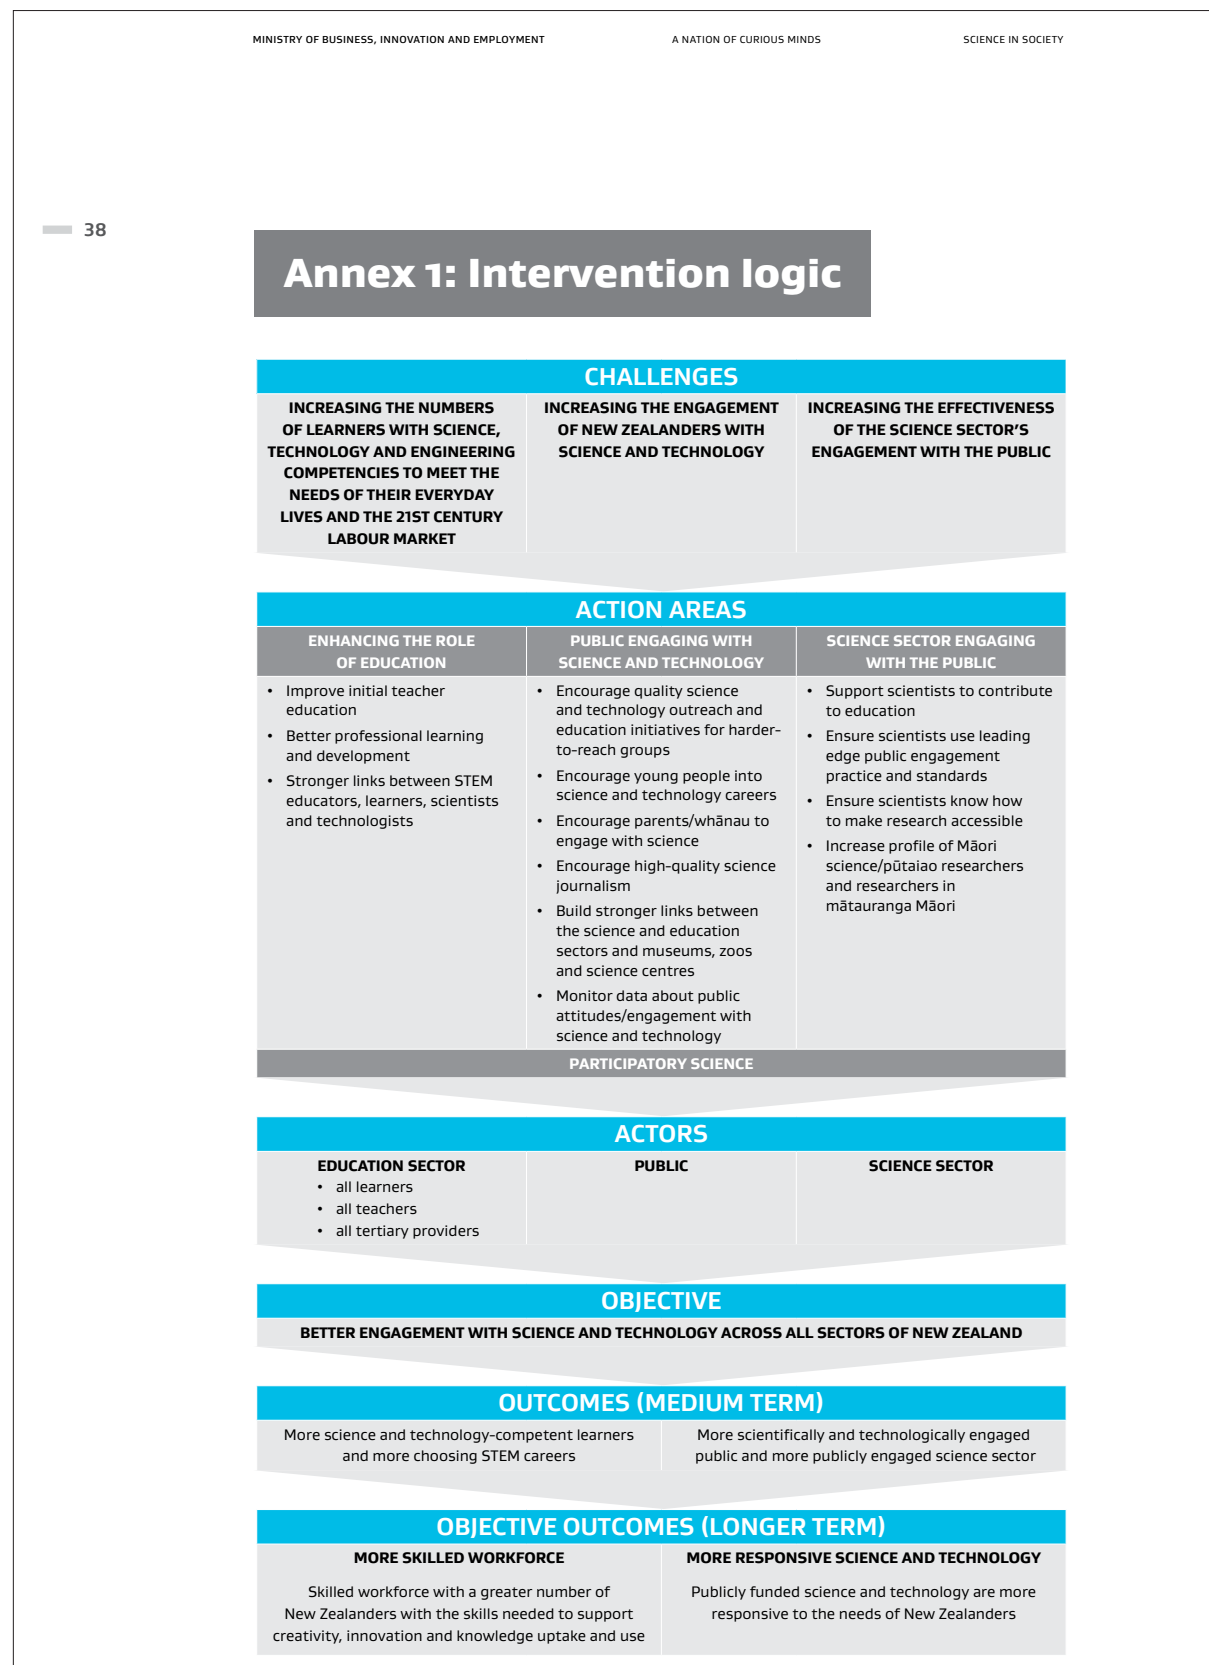 MINISTRY OF BUSINESS, INNOVATION AND EMPLOYMENT
A NATION OF CURIOUS MINDS
SCIENCE IN SOCIETY
38
Annex 1: Intervention logic
CHALLENGES
INCREASING THE NUMBERS
OF LEARNERS WITH SCIENCE,
TECHNOLOGY AND ENGINEERING
COMPETENCIES TO MEET THE
NEEDS OF THEIR EVERYDAY
LIVES AND THE 21ST CENTURY
LABOUR MARKET
INCREASING THE ENGAGEMENT
OF NEW ZEALANDERS WITH
SCIENCE AND TECHNOLOGY
INCREASING THE EFFECTIVENESS
OF THE SCIENCE SECTOR'S
ENGAGEMENT WITH THE PUBLIC
ACTION AREAS
ENHANCING THE ROLE
OF EDUCATION
• Improve initial teacher
education
• Better professional learning
and development
• Stronger links between STEM
educators, learners, scientists
and technologists
PUBLIC ENGAGING WITH
SCIENCE AND TECHNOLOGY
• Encourage quality science
and technology outreach and
education initiatives for harder-
to-reach groups
• Encourage young people into
science and technology careers
• Encourage parents/whānau to
engage with science
• Encourage high-quality science
journalism
• Build stronger links between
the science and education
sectors and museums, zoos
and science centres
• Monitor data about public
attitudes/engagement with
science and technology
SCIENCE SECTOR ENGAGING
WITH THE PUBLIC
• Support scientists to contribute
to education
• Ensure scientists use leading
edge public engagement
practice and standards
• Ensure scientists know how
to make research accessible
• Increase profile of Māori
science/pūtaiao researchers
and researchers in
mātauranga Māori
PARTICIPATORY SCIENCE
ACTORS
EDUCATION SECTOR
• all learners
• all teachers
• all tertiary providers
PUBLIC
SCIENCE SECTOR
OBJECTIVE
BETTER ENGAGEMENT WITH SCIENCE AND TECHNOLOGY ACROSS ALL SECTORS OF NEW ZEALAND
OUTCOMES (MEDIUM TERM)
More science and technology-competent learners
and more choosing STEM careers
More scientifically and technologically engaged
public and more publicly engaged science sector
OBJECTIVE OUTCOMES (LONGER TERM)
MORE SKILLED WORKFORCE
Skilled workforce with a greater number of
New Zealanders with the skills needed to support
creativity, innovation and knowledge uptake and use
MORE RESPONSIVE SCIENCE AND TECHNOLOGY
Publicly funded science and technology are more
responsive to the needs of New Zealanders